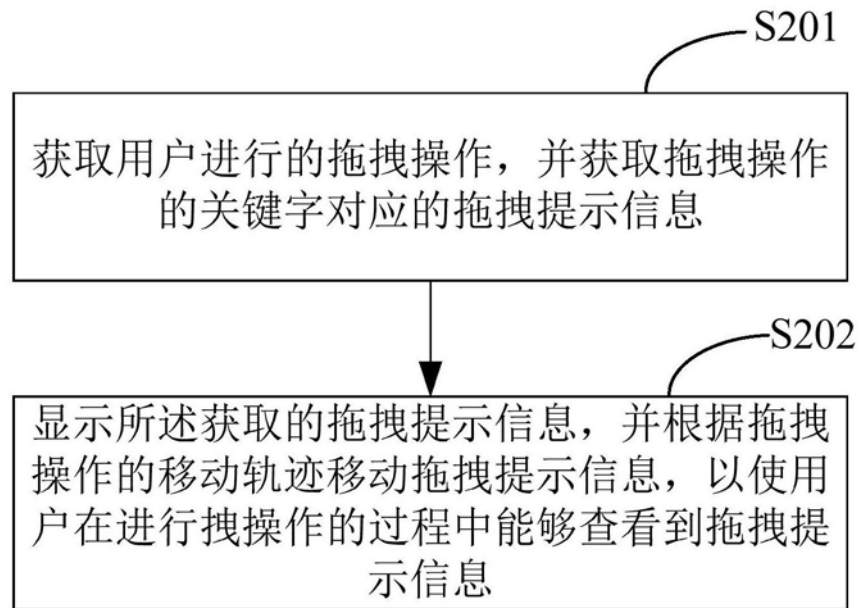 S201
获取用户进行的拖拽操作，并获取拖拽操作
的关键字对应的拖拽提示信息
S202
显示所述获取的拖拽提示信息，并根据拖拽
操作的移动轨迹移动拖拽提示信息，以使用
户在进行拽操作的过程中能够查看到拖拽提
示信息